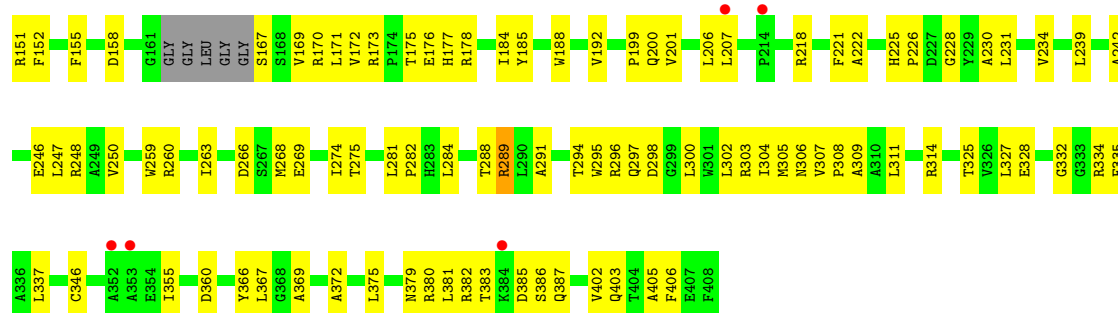 R151 F152 F155 D158 G161 GLY GLY LEU GLY GLY S167 S168 V169 R170 L171 V172 R173 P174 T175 E176 H177 R178 I184 Y185 W188 V192 P199 Q200 V201 L206 L207 P214 R218 F221 A222 H225 P226 D227 G228 Y229 A230 L231 V234 L239 A242
E246 L247 R248 A249 V250 W259 R260 I263 D266 S267 M268 E269 I274 T275 L281 P282 H283 L284 T288 R289 L290 A291 T294 W295 R296 Q297 D298 G299 L300 W301 L302 R303 I304 M305 N306 V307 P308 A309 A310 L311 R314 T325 V326 L327 E328 G332 G333 R334 E335
A336 L337 C346 A352 A353 E354 I355 D360 Y366 L367 G368 A369 A372 L375 N379 R380 L381 R382 T383 K384 D385 S386 Q387 V402 Q403 T404 A405 F406 E407 F408